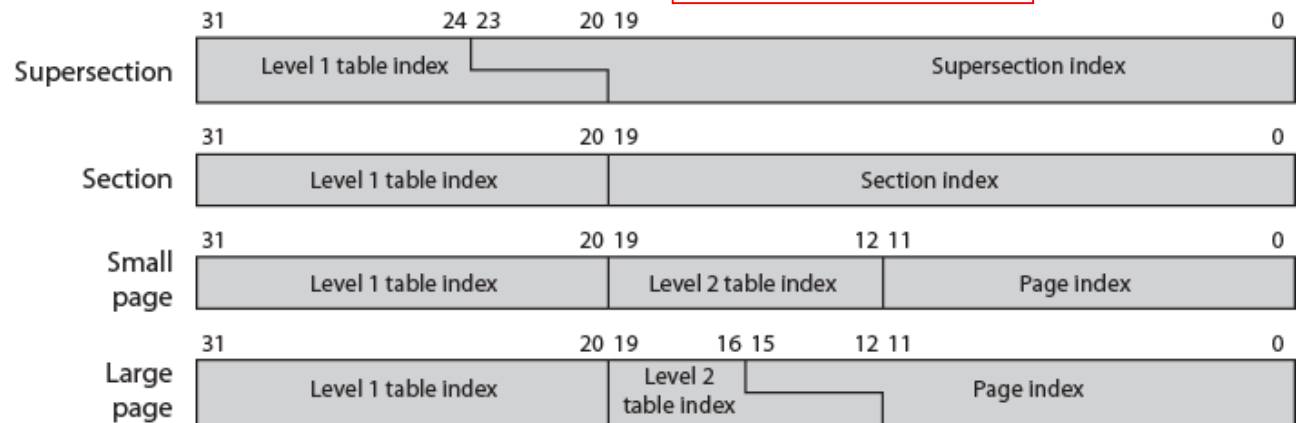 31 24 23 20 19 0
Supersection Level 1 table index Supersection index
31 20 19 0
Section Level 1 table index Section index
31 20 19 12 11 0
Small
page Level 1 table index Level 2 table index Page index
31 20 19 16 15 12 11 0
Large
page Level 1 table index Level 2
table index Page index